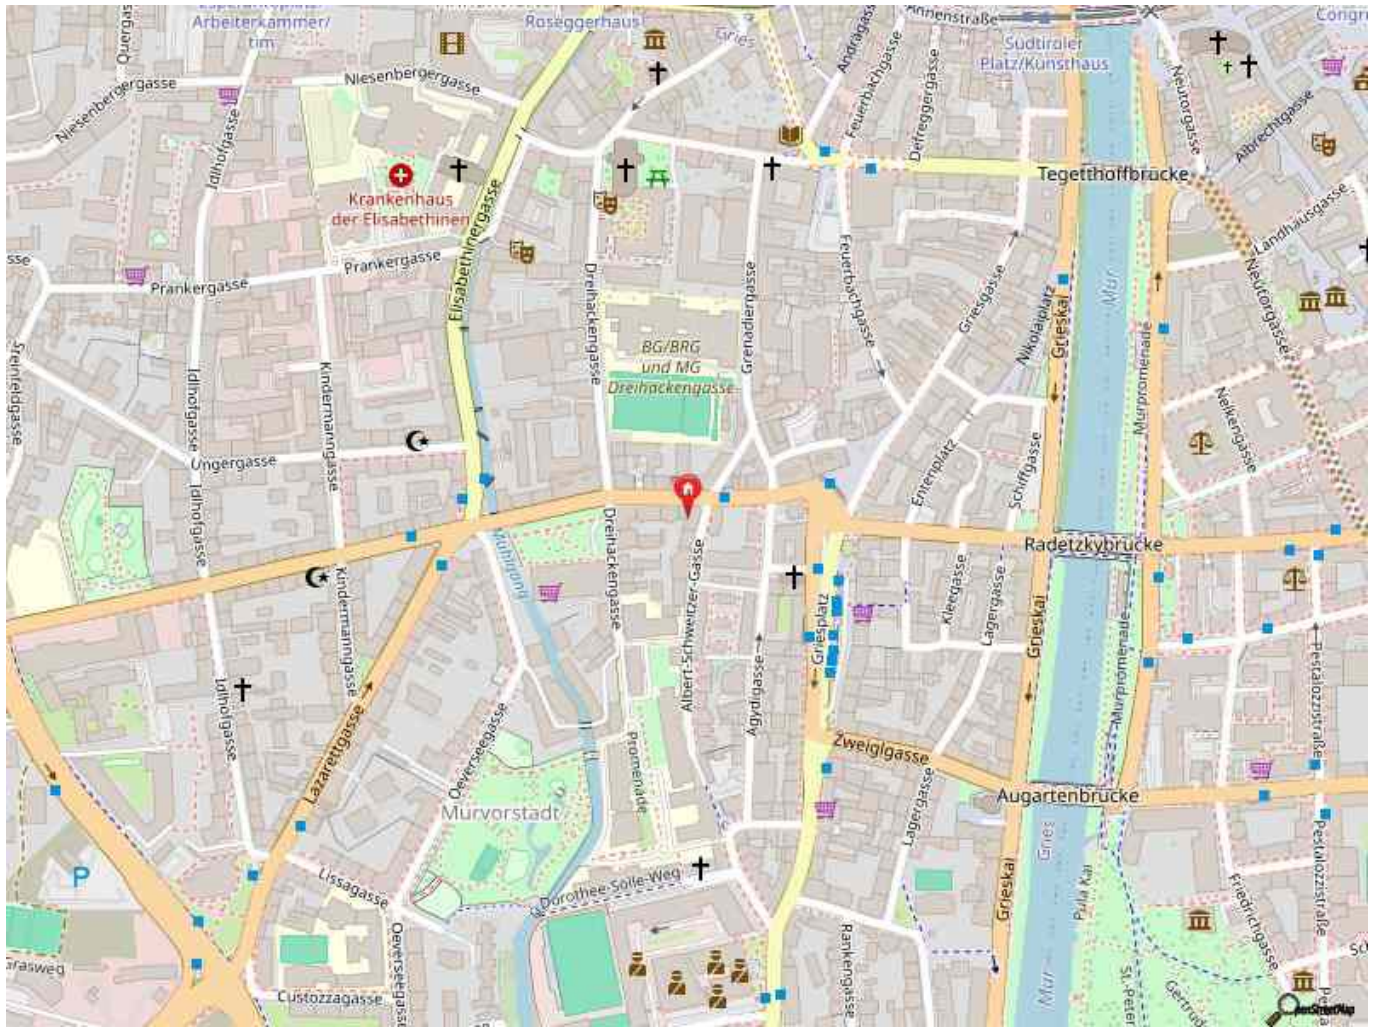 Arbeiterkammer/
tim
Roseggerhaus
Gries
Annenstraße
Südtiroler
Platz/Kunsthaus
Niesenbergergasse
Niesenbergergasse
Idlhofgasse
Andrägasse
Feuerbachgasse
Defreggergasse
Neutorgasse
Albrechtgasse
Krankenhaus
der Elisabethinen
Tegetthoffbrücke
Landhausgasse
Prankergasse
Prankergasse
Elisabethinergasse
Dreihackengasse
Grenadiergasse
Feuerbachgasse
Griesgasse
Nikolaiplatz
Grieskai
Mur
Murpromenade
Neutorgasse
BG/BRG
und MG
Dreihackengasse
Steinfeldgasse
Idlhofgasse
Kindermanngasse
Ungergasse
Idlhofgasse
Entenplatz
Schiffgasse
Nelkengasse
Radetzkybrücke
Mühlgang
Dreihackengasse
Albert-Schweitzer-Gasse
Kindermanngasse
Kleegasse
Lagergasse
Grieskai
Griesplatz
Murpromenade
Pestalozzistraße
Idlhofgasse
Ägydigasse
Lazarettgasse
Oeverseegasse
Promenade
Zweiglgasse
Lagergasse
Augartenbrücke
Murvorstadt
Gries
P
Lissagasse
Dorothee-Sölle-Weg
Grieskai
Pula Kai
Friedrichgasse
Pestalozzistraße
Oeverseegasse
Rankengasse
Custozzagasse
Mur